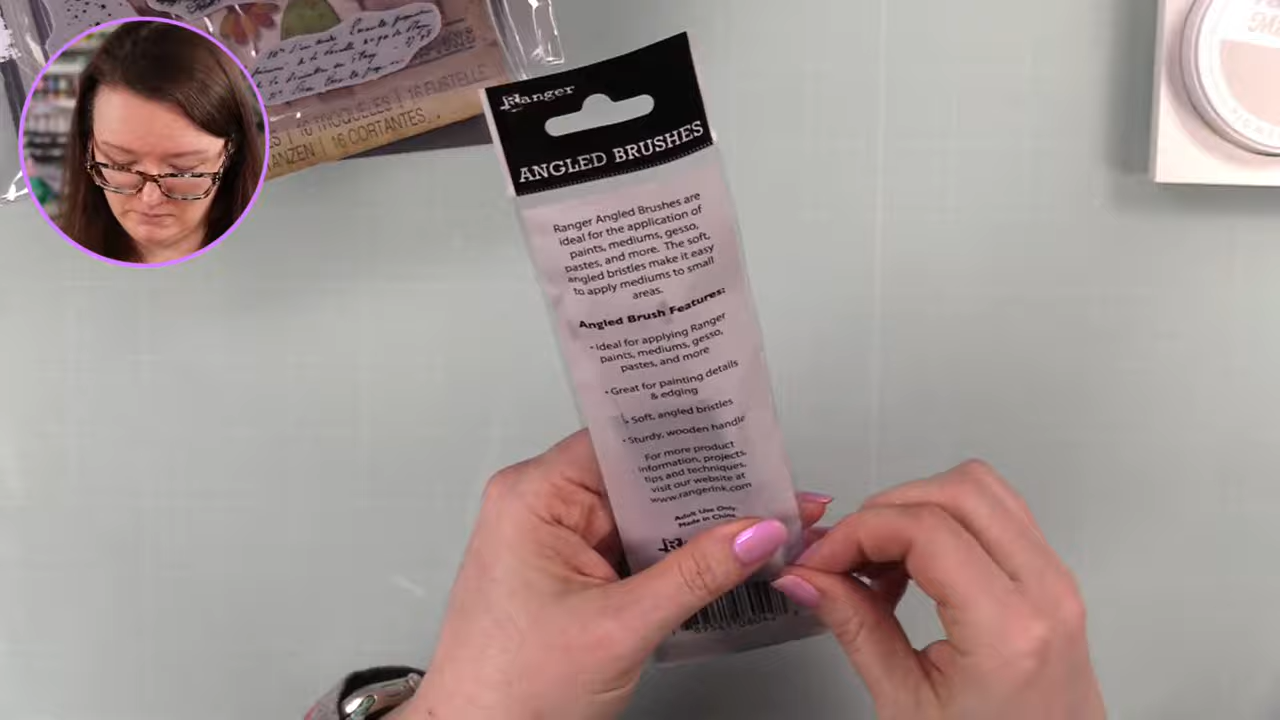 16 TROQUELES | 16 FUSTELLE
16 CORTANTES
Ranger
ANGLED BRUSHES
Ranger Angled Brushes are
ideal for the application of
paints, mediums, gesso,
pastes, and more. The soft,
angled bristles make it easy
to apply mediums to small
areas.
Angled Brush Features:
• Ideal for applying Ranger
paints, mediums, gesso,
pastes, and more
• Great for painting details
& edging
• Soft, angled bristles
• Sturdy, wooden handle
For more product
information, projects,
tips and techniques,
visit our website at
www.rangerink.com
Adult Use Only.
Made in China